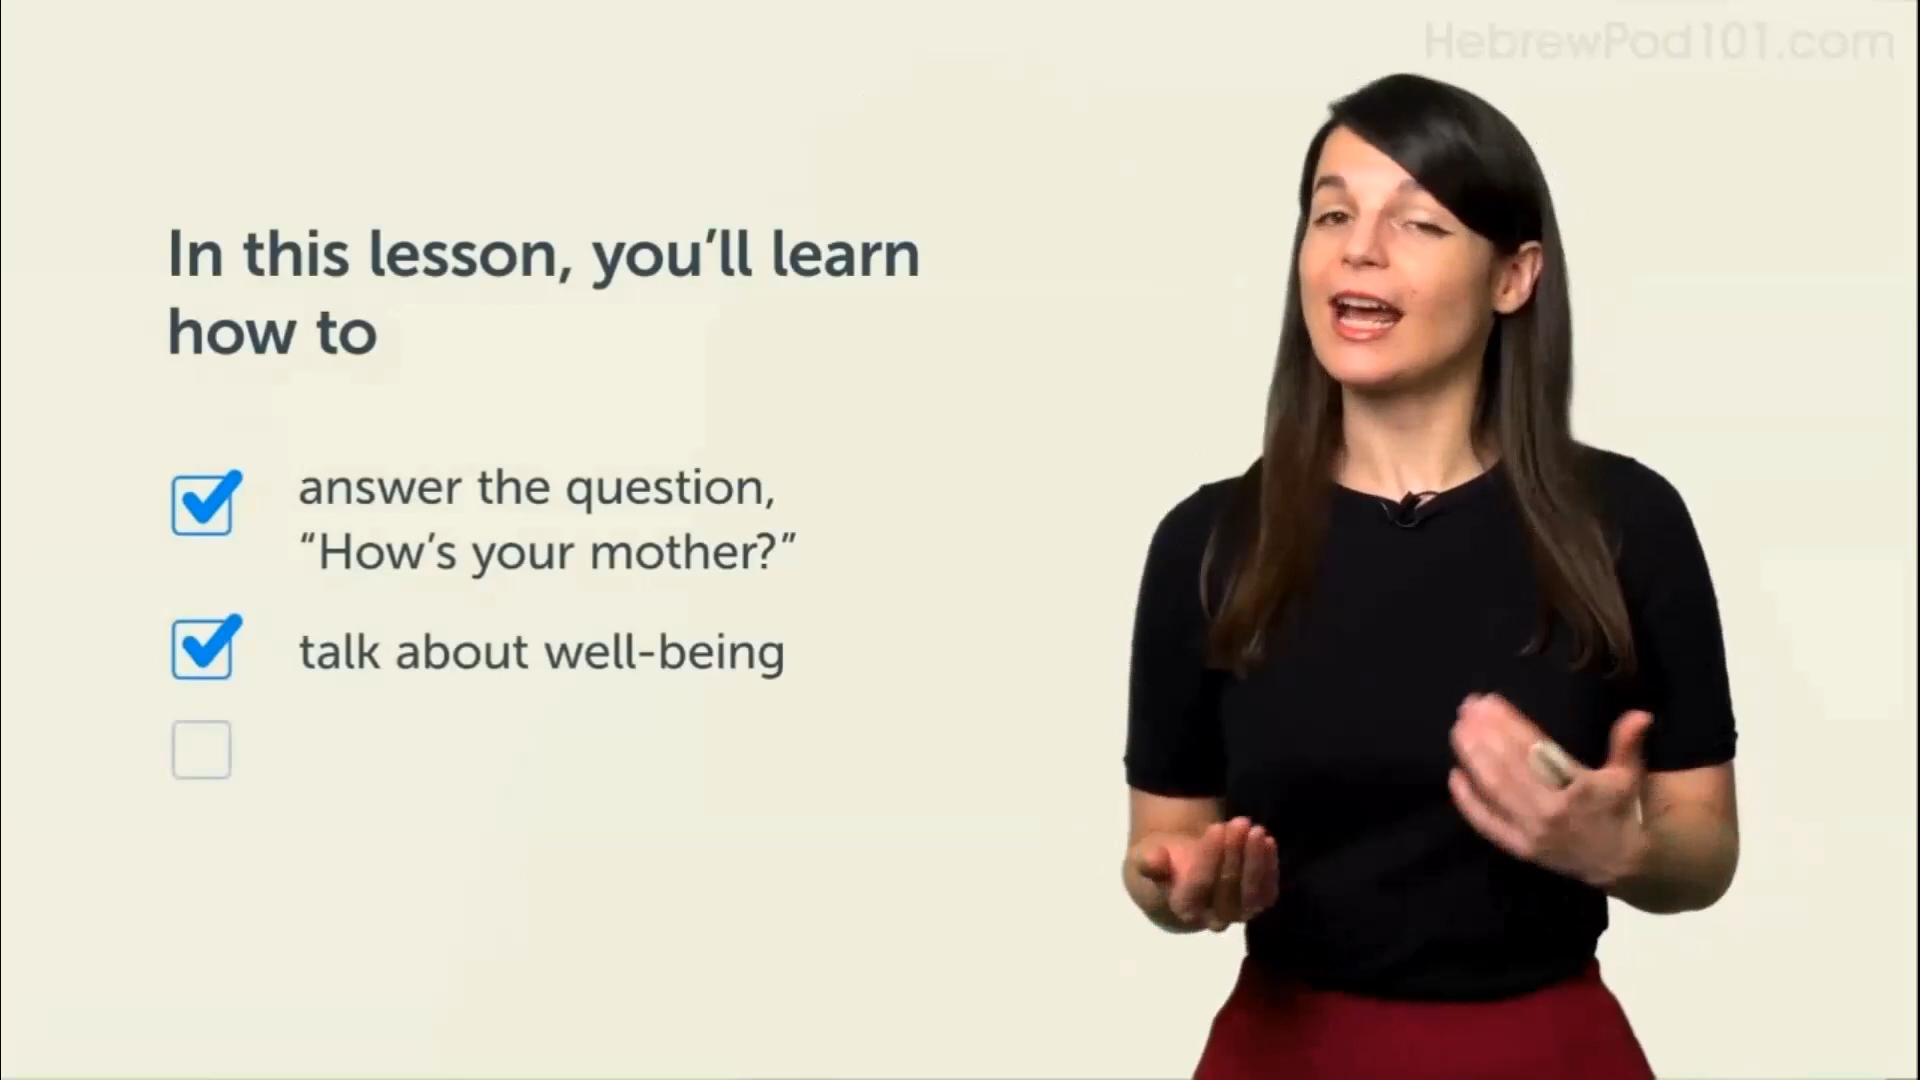 HebrewPod101.com
In this lesson, you’ll learn
how to
answer the question,
“How’s your mother?”
talk about well-being